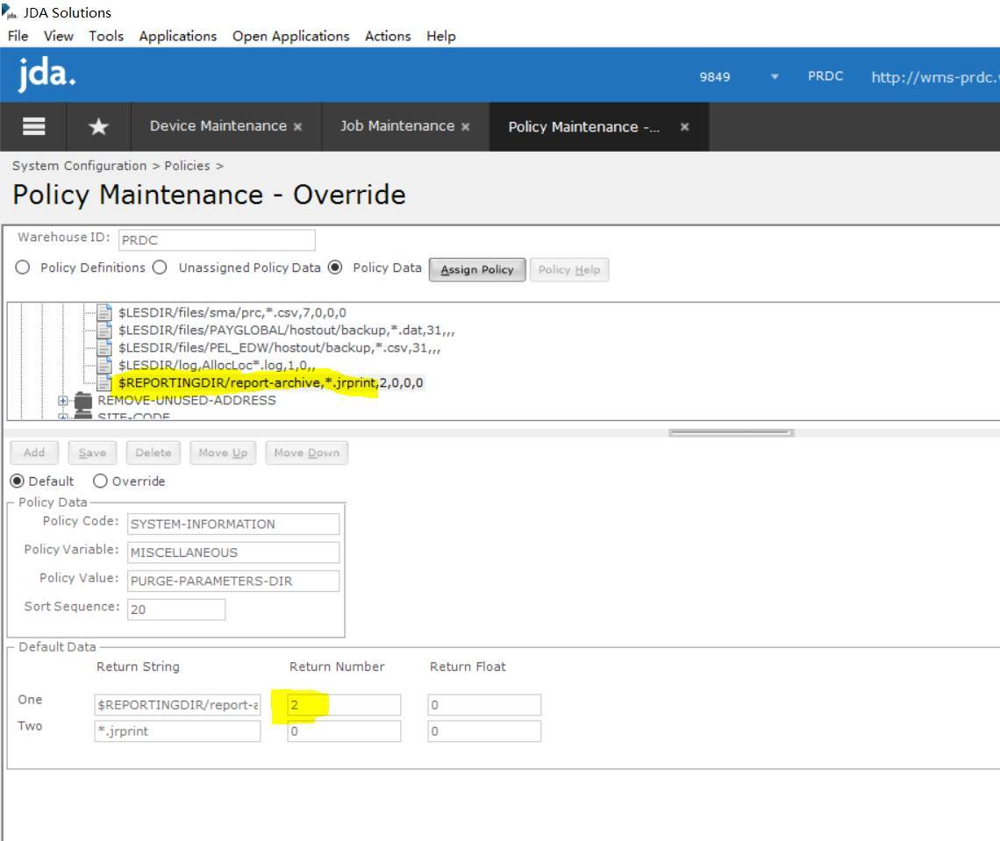 jda. JDA Solutions
File View Tools Applications Open Applications Actions Help
jda. 9849 PRDC http://wms-prdc.
Device Maintenance × Job Maintenance × Policy Maintenance -... ×
System Configuration > Policies >
Policy Maintenance - Override
Warehouse ID: PRDC
Policy Definitions Unassigned Policy Data Policy Data Assign Policy Policy Help
$LESDIR/files/sma/prc,*.csv,7,0,0,0
$LESDIR/files/PAYGLOBAL/hostout/backup,*.dat,31,,,
$LESDIR/files/PEL_EDW/hostout/backup,*.csv,31,,,
$LESDIR/log,AllocLoc*.log,1,0,,
$REPORTINGDIR/report-archive,*.jrprint,2,0,0,0
REMOVE-UNUSED-ADDRESS
SITE-CODE
Add Save Delete Move Up Move Down
Default Override
Policy Data
Policy Code: SYSTEM-INFORMATION
Policy Variable: MISCELLANEOUS
Policy Value: PURGE-PARAMETERS-DIR
Sort Sequence: 20
Default Data
Return String Return Number Return Float
One $REPORTINGDIR/report-a 2 0
Two *.jrprint 0 0